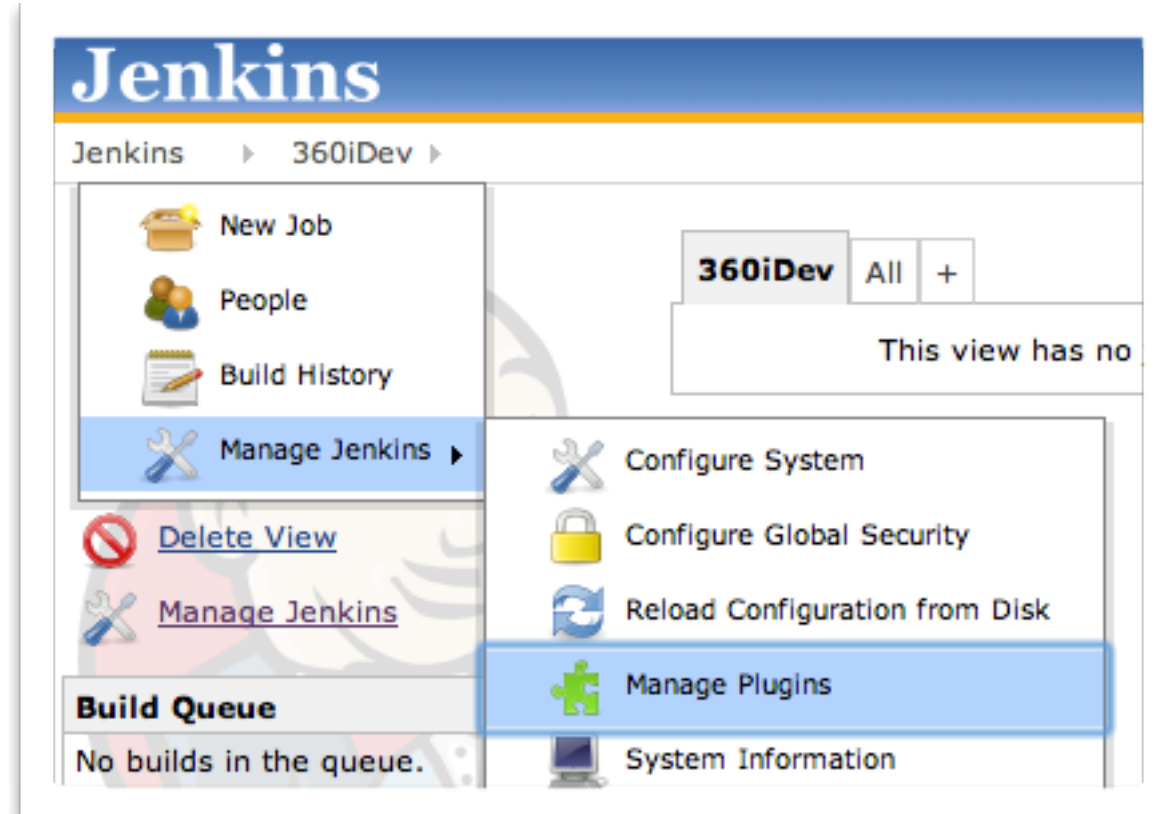 Jenkins
Jenkins 360iDev
New Job
People
Build History
Manage Jenkins
Delete View
Manage Jenkins
Build Queue
No builds in the queue.
360iDev All +
This view has no
Configure System
Configure Global Security
Reload Configuration from Disk
Manage Plugins
System Information